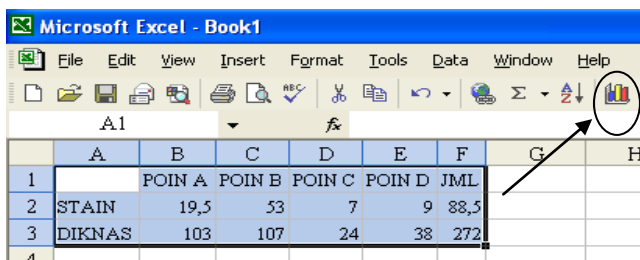 Microsoft Excel - Book1
File Edit View Insert Format Tools Data Window Help
ABC Σ A Z
A1 fx
A B C D E F G H
1 POIN A POIN B POIN C POIN D JML
2 STAIN 19,5 53 7 9 88,5
3 DIKNAS 103 107 24 38 272
4